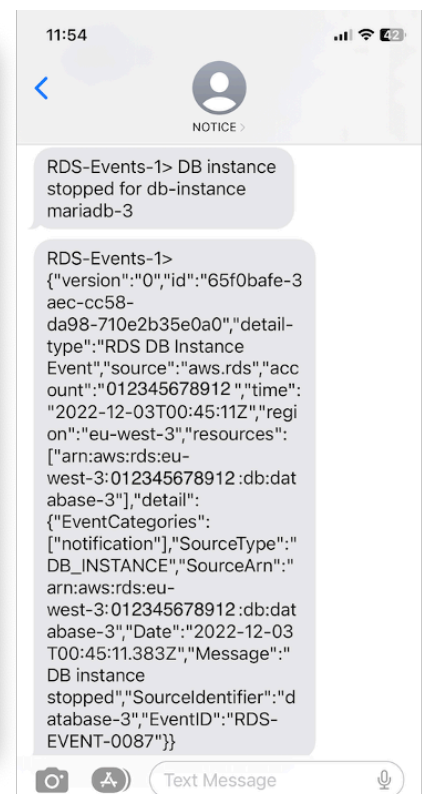 11:54
42
NOTICE >
RDS-Events-1> DB instance
stopped for db-instance
mariadb-3
RDS-Events-1>
{"version":"0","id":"65f0bafe-3
aec-cc58-
da98-710e2b35e0a0","detail-
type":"RDS DB Instance
Event","source":"aws.rds","acc
ount":"012345678912 ","time":
"2022-12-03T00:45:11Z","regi
on":"eu-west-3","resources":
["arn:aws:rds:eu-
west-3:012345678912 :db:dat
abase-3"],"detail":
{"EventCategories":
["notification"],"SourceType":"
DB_INSTANCE","SourceArn":"
arn:aws:rds:eu-
west-3:012345678912 :db:dat
abase-3","Date":"2022-12-03
T00:45:11.383Z","Message":"
DB instance
stopped","SourceIdentifier":"d
atabase-3","EventID":"RDS-
EVENT-0087"}}
Text Message